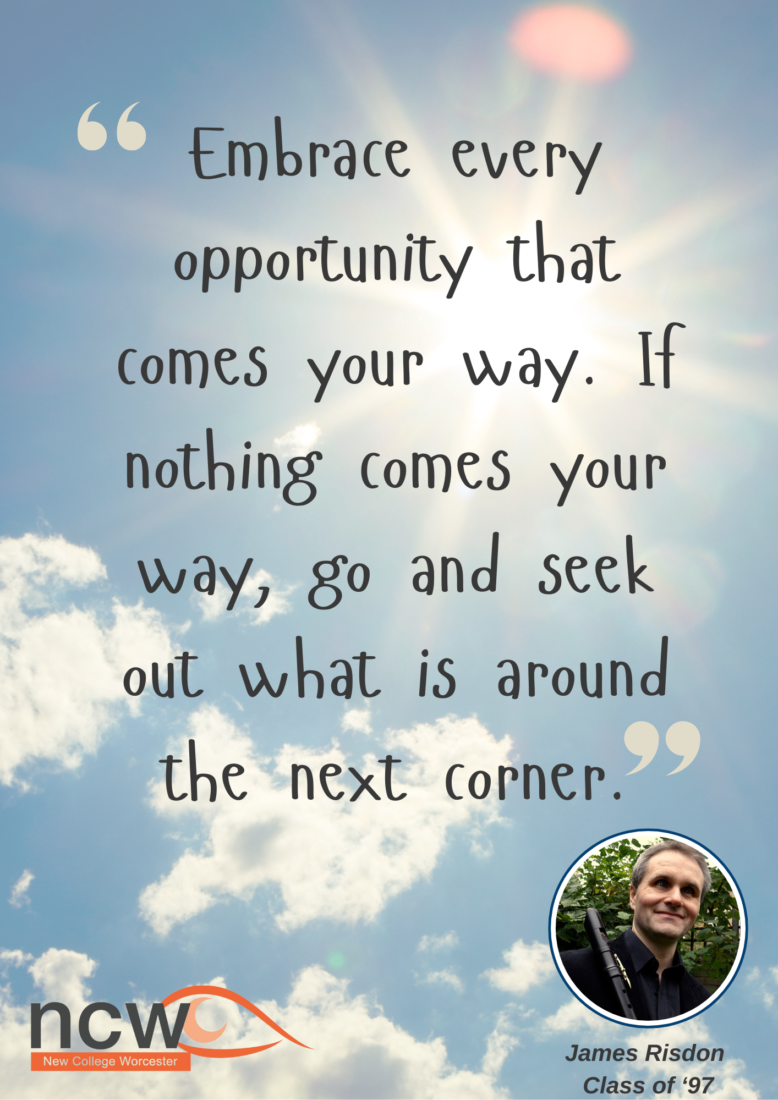 “ Embrace every
opportunity that
comes your way. If
nothing comes your
way, go and seek
out what is around
the next corner. ”
ncw
New College Worcester
James Risdon
Class of ‘97